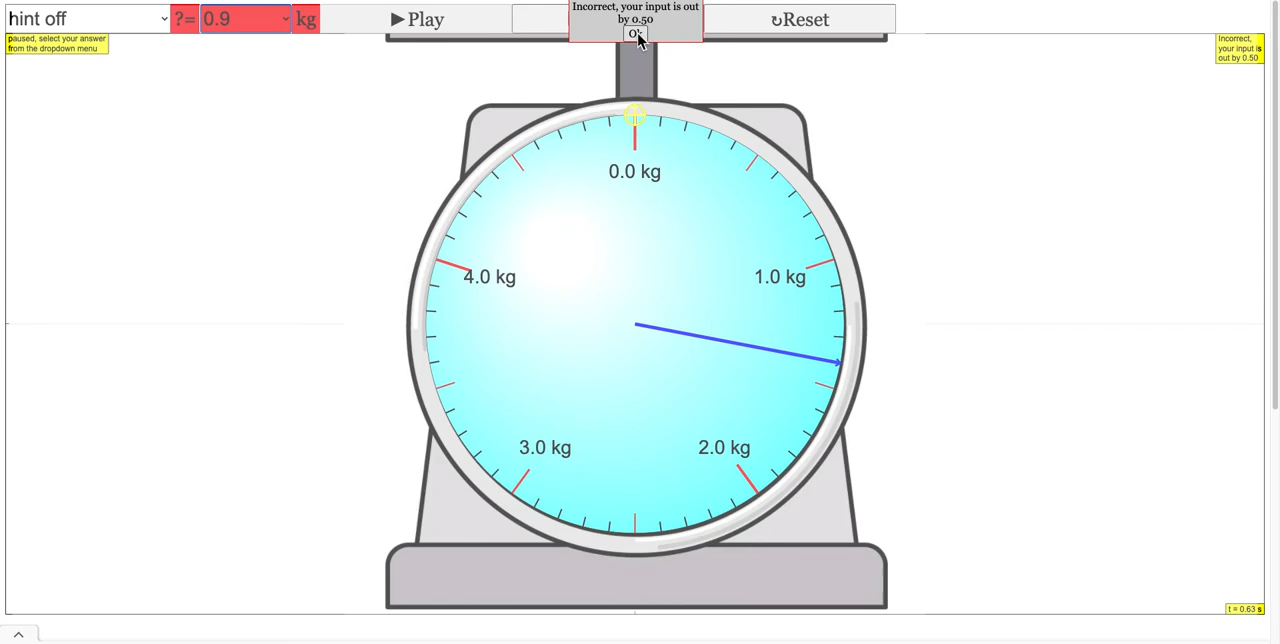 hint off ?= 0.9 kg ▶Play ↻Reset
Incorrect, your input is out
by 0.50
paused, select your answer
from the dropdown menu
Incorrect,
your input is
out by 0.50
0.0 kg
4.0 kg 1.0 kg
3.0 kg 2.0 kg
t = 0.63 s